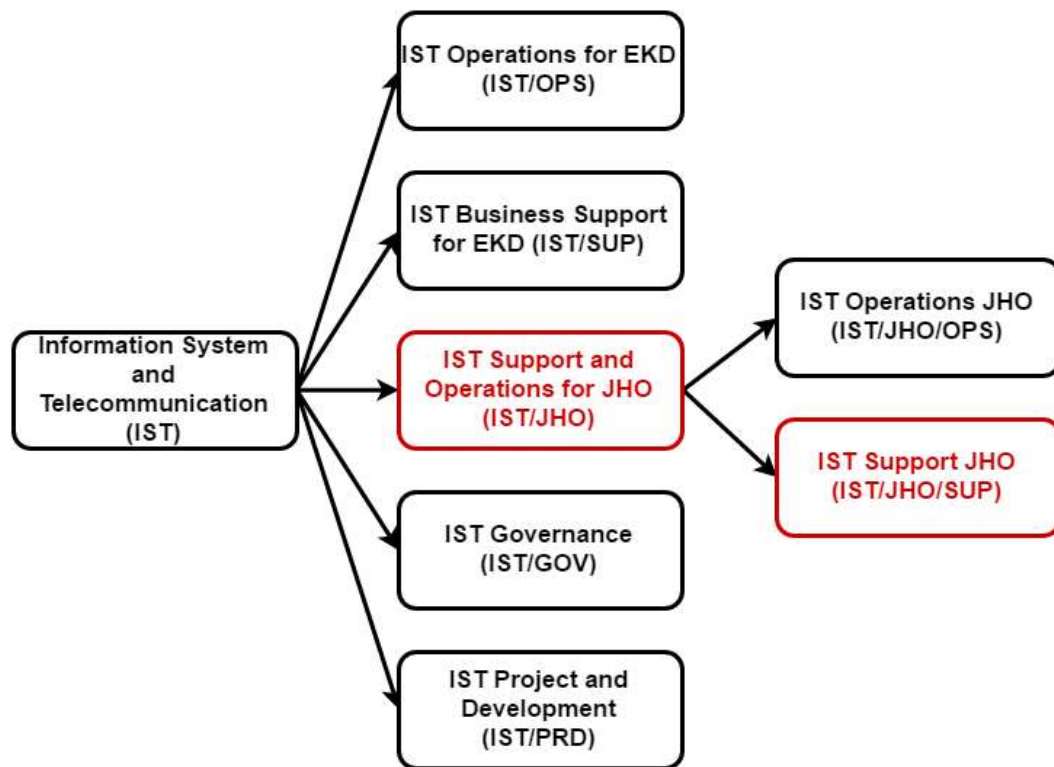 IST Operations for EKD
(IST/OPS)
IST Business Support
for EKD (IST/SUP)
Information System
and
Telecommunication
(IST)
IST Support and
Operations for JHO
(IST/JHO)
IST Operations JHO
(IST/JHO/OPS)
IST Support JHO
(IST/JHO/SUP)
IST Governance
(IST/GOV)
IST Project and
Development
(IST/PRD)